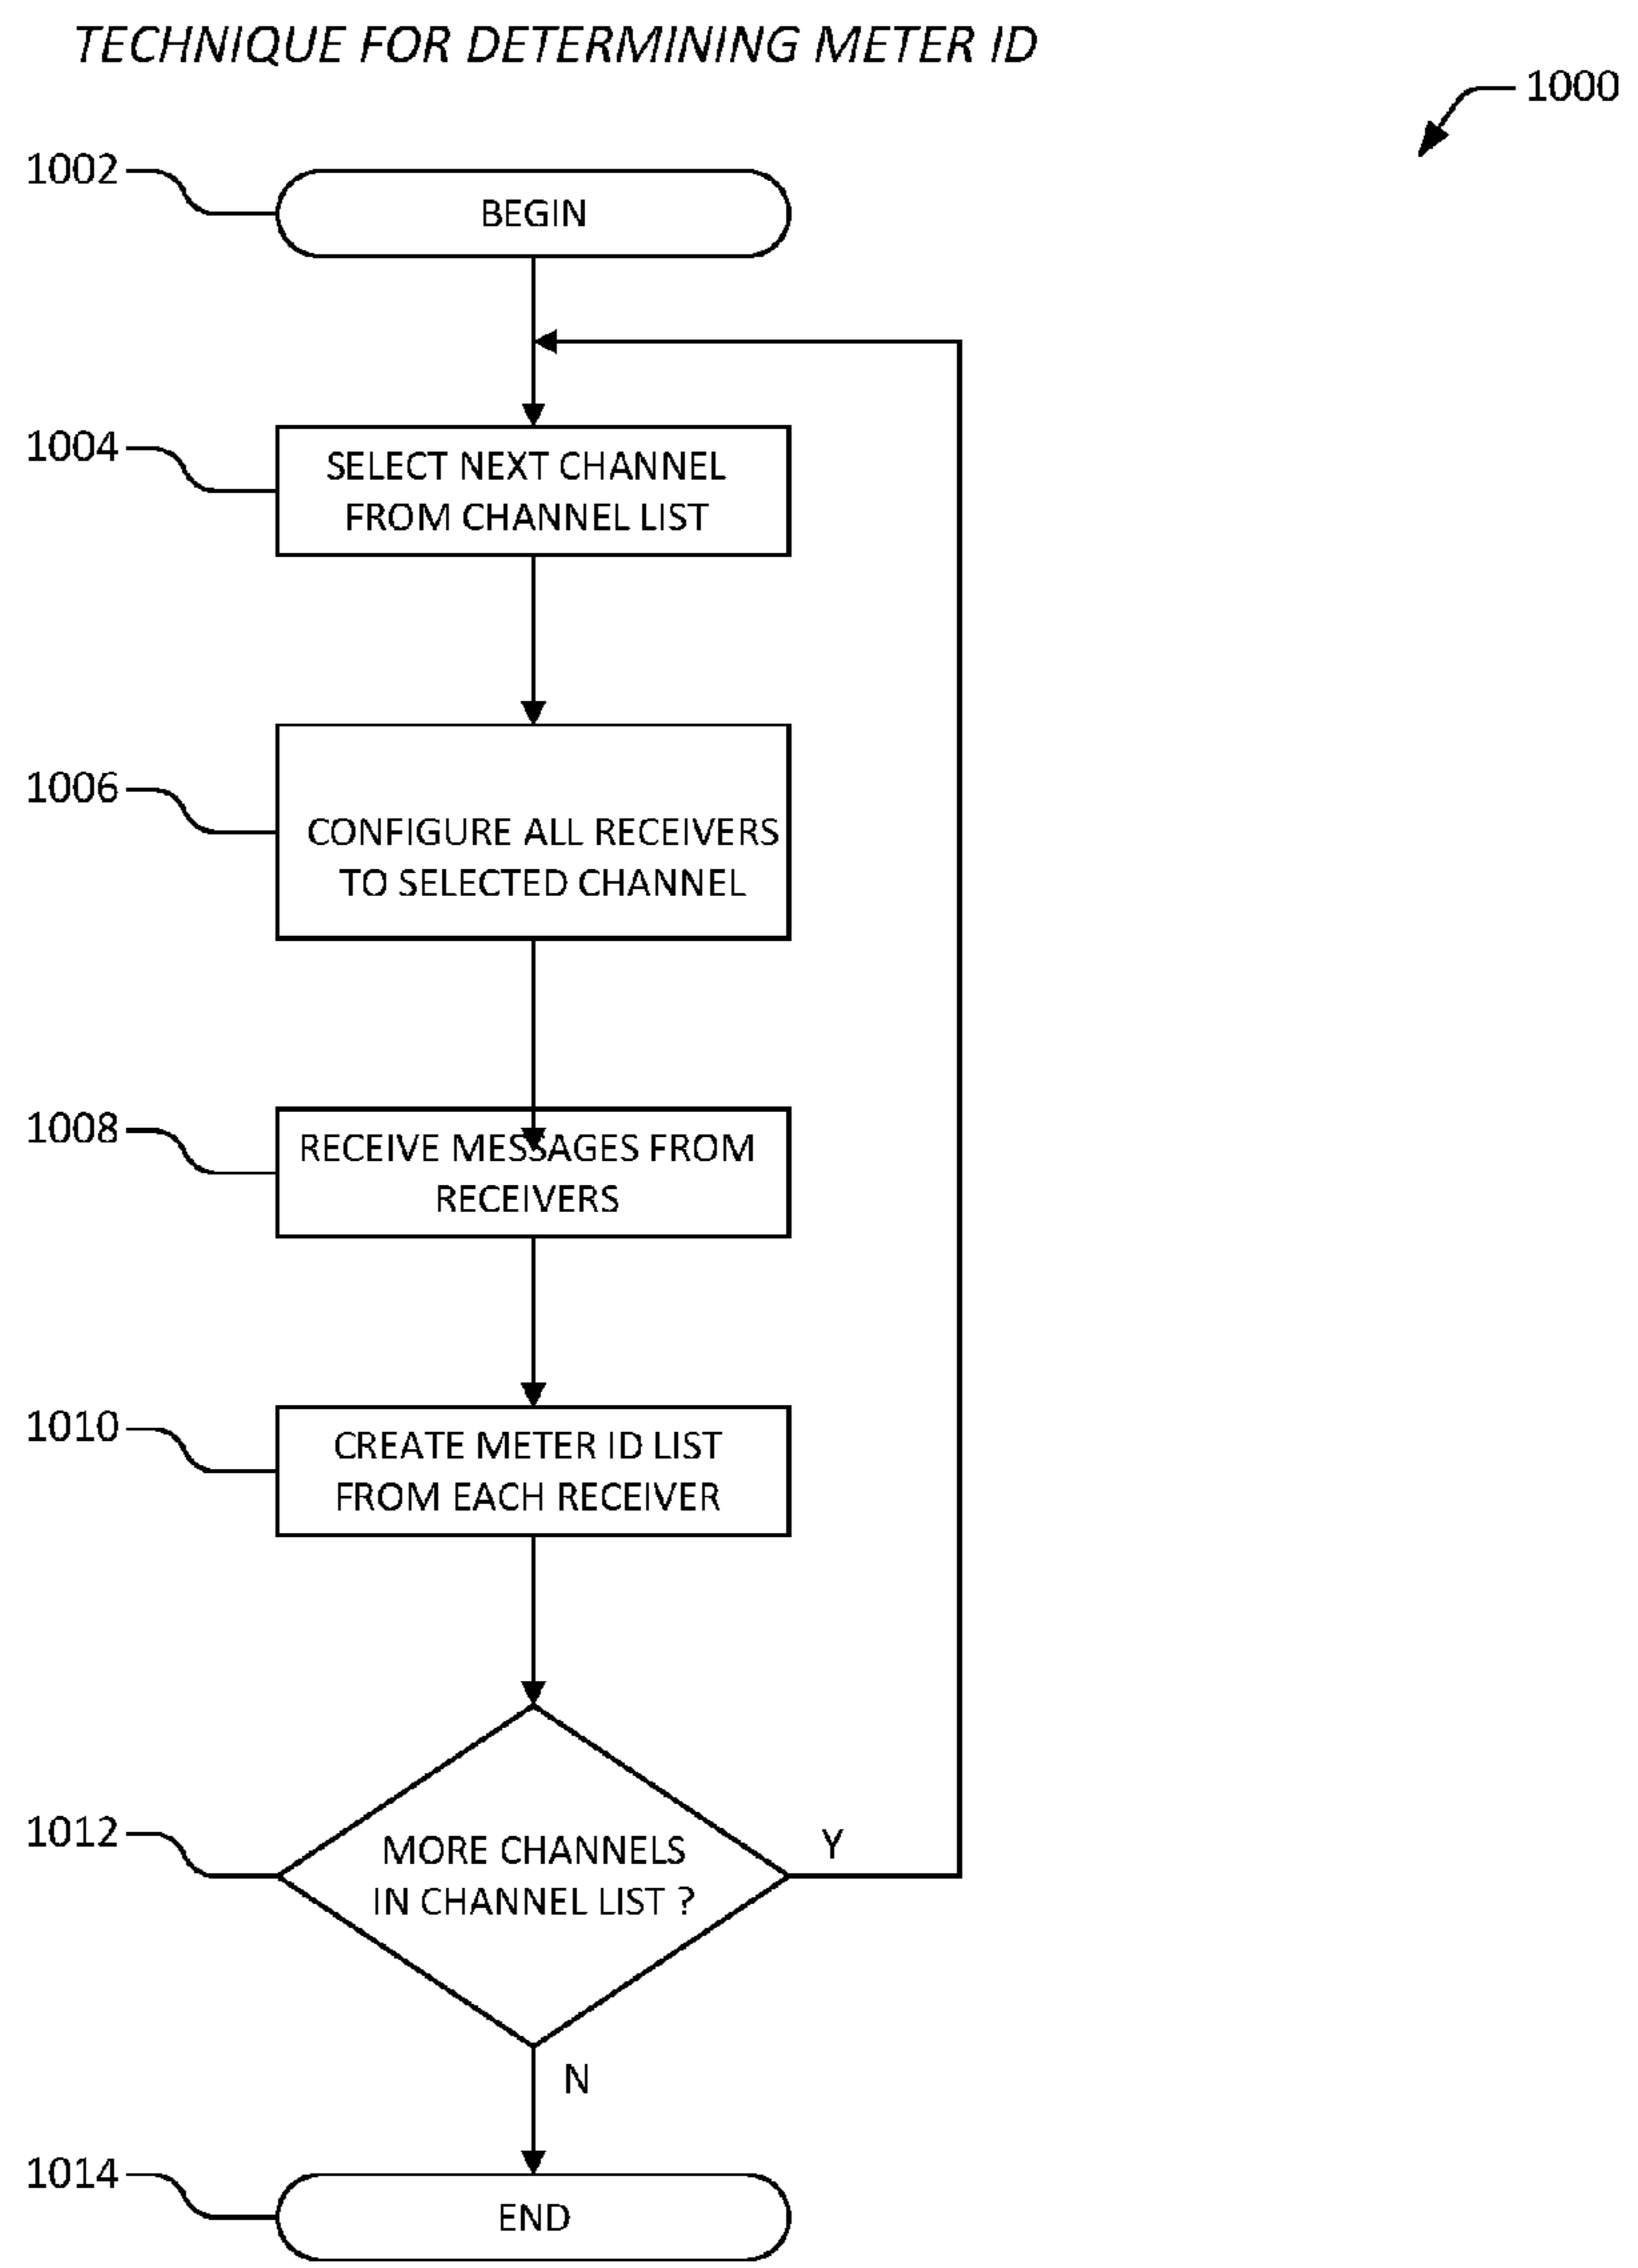 TECHNIQUE FOR DETERMINING METER ID
1000
1002
BEGIN
1004
SELECT NEXT CHANNEL
FROM CHANNEL LIST
1006
CONFIGURE ALL RECEIVERS
TO SELECTED CHANNEL
1008
RECEIVE MESSAGES FROM
RECEIVERS
1010
CREATE METER ID LIST
FROM EACH RECEIVER
1012
MORE CHANNELS
IN CHANNEL LIST ?
Y
N
1014
END